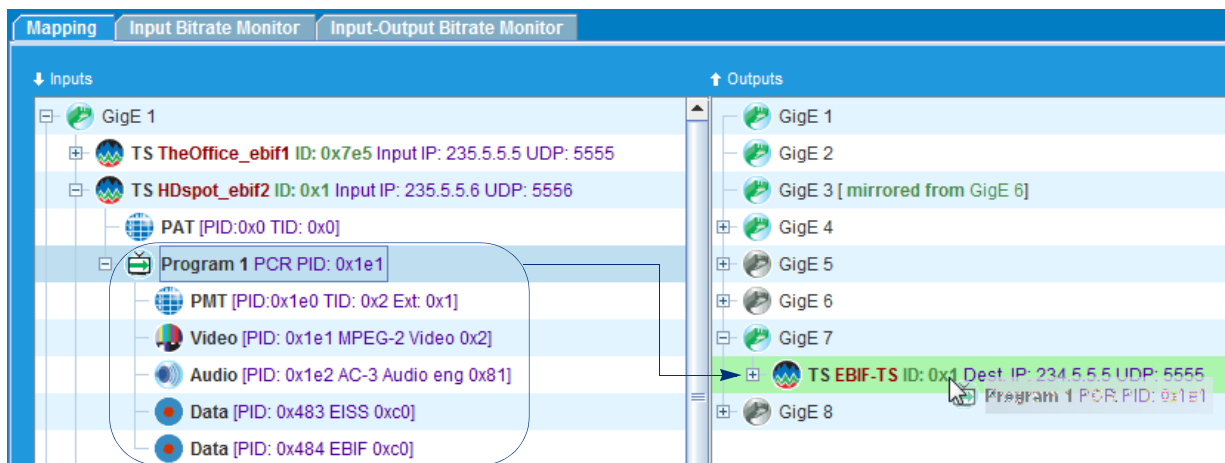 Mapping
Input Bitrate Monitor
Input-Output Bitrate Monitor
Inputs
GigE 1
TS TheOffice_ebif1 ID: 0x7e5 Input IP: 235.5.5.5 UDP: 5555
TS HDspot_ebif2 ID: 0x1 Input IP: 235.5.5.6 UDP: 5556
PAT [PID:0x0 TID: 0x0]
Program 1 PCR PID: 0x1e1
PMT [PID:0x1e0 TID: 0x2 Ext: 0x1]
Video [PID: 0x1e1 MPEG-2 Video 0x2]
Audio [PID: 0x1e2 AC-3 Audio eng 0x81]
Data [PID: 0x483 EISS 0xc0]
Data [PID: 0x484 EBIF 0xc0]
Outputs
GigE 1
GigE 2
GigE 3 [ mirrored from GigE 6]
GigE 4
GigE 5
GigE 6
GigE 7
TS EBIF-TS ID: 0x1 Dest. IP: 234.5.5.5 UDP: 5555
Program 1 PCR PID: 0x1e1
GigE 8